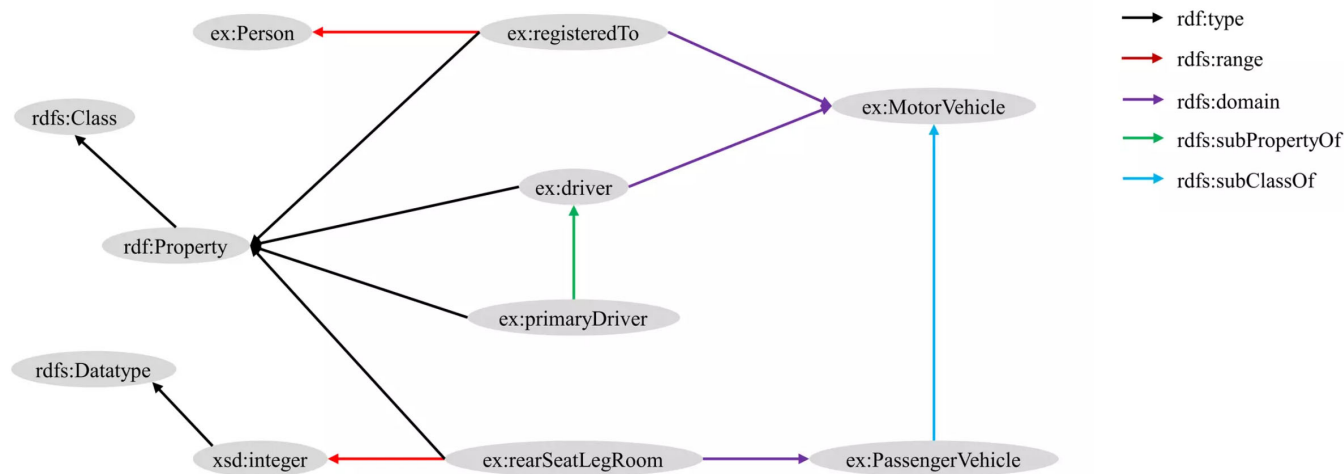 rdf:type
ex:Person
ex:registeredTo
rdfs:range
rdfs:Class
ex:MotorVehicle
rdfs:domain
rdfs:subPropertyOf
ex:driver
rdfs:subClassOf
rdf:Property
ex:primaryDriver
rdfs:Datatype
xsd:integer
ex:rearSeatLegRoom
ex:PassengerVehicle